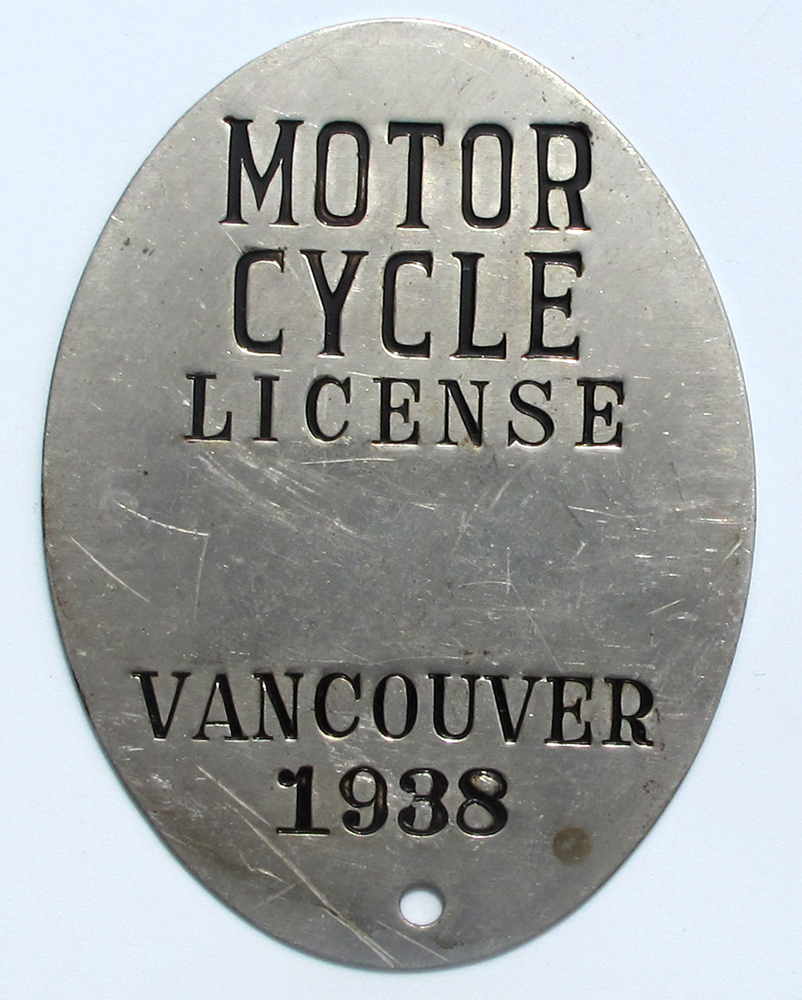 MOTOR
CYCLE
LICENSE
VANCOUVER
1938